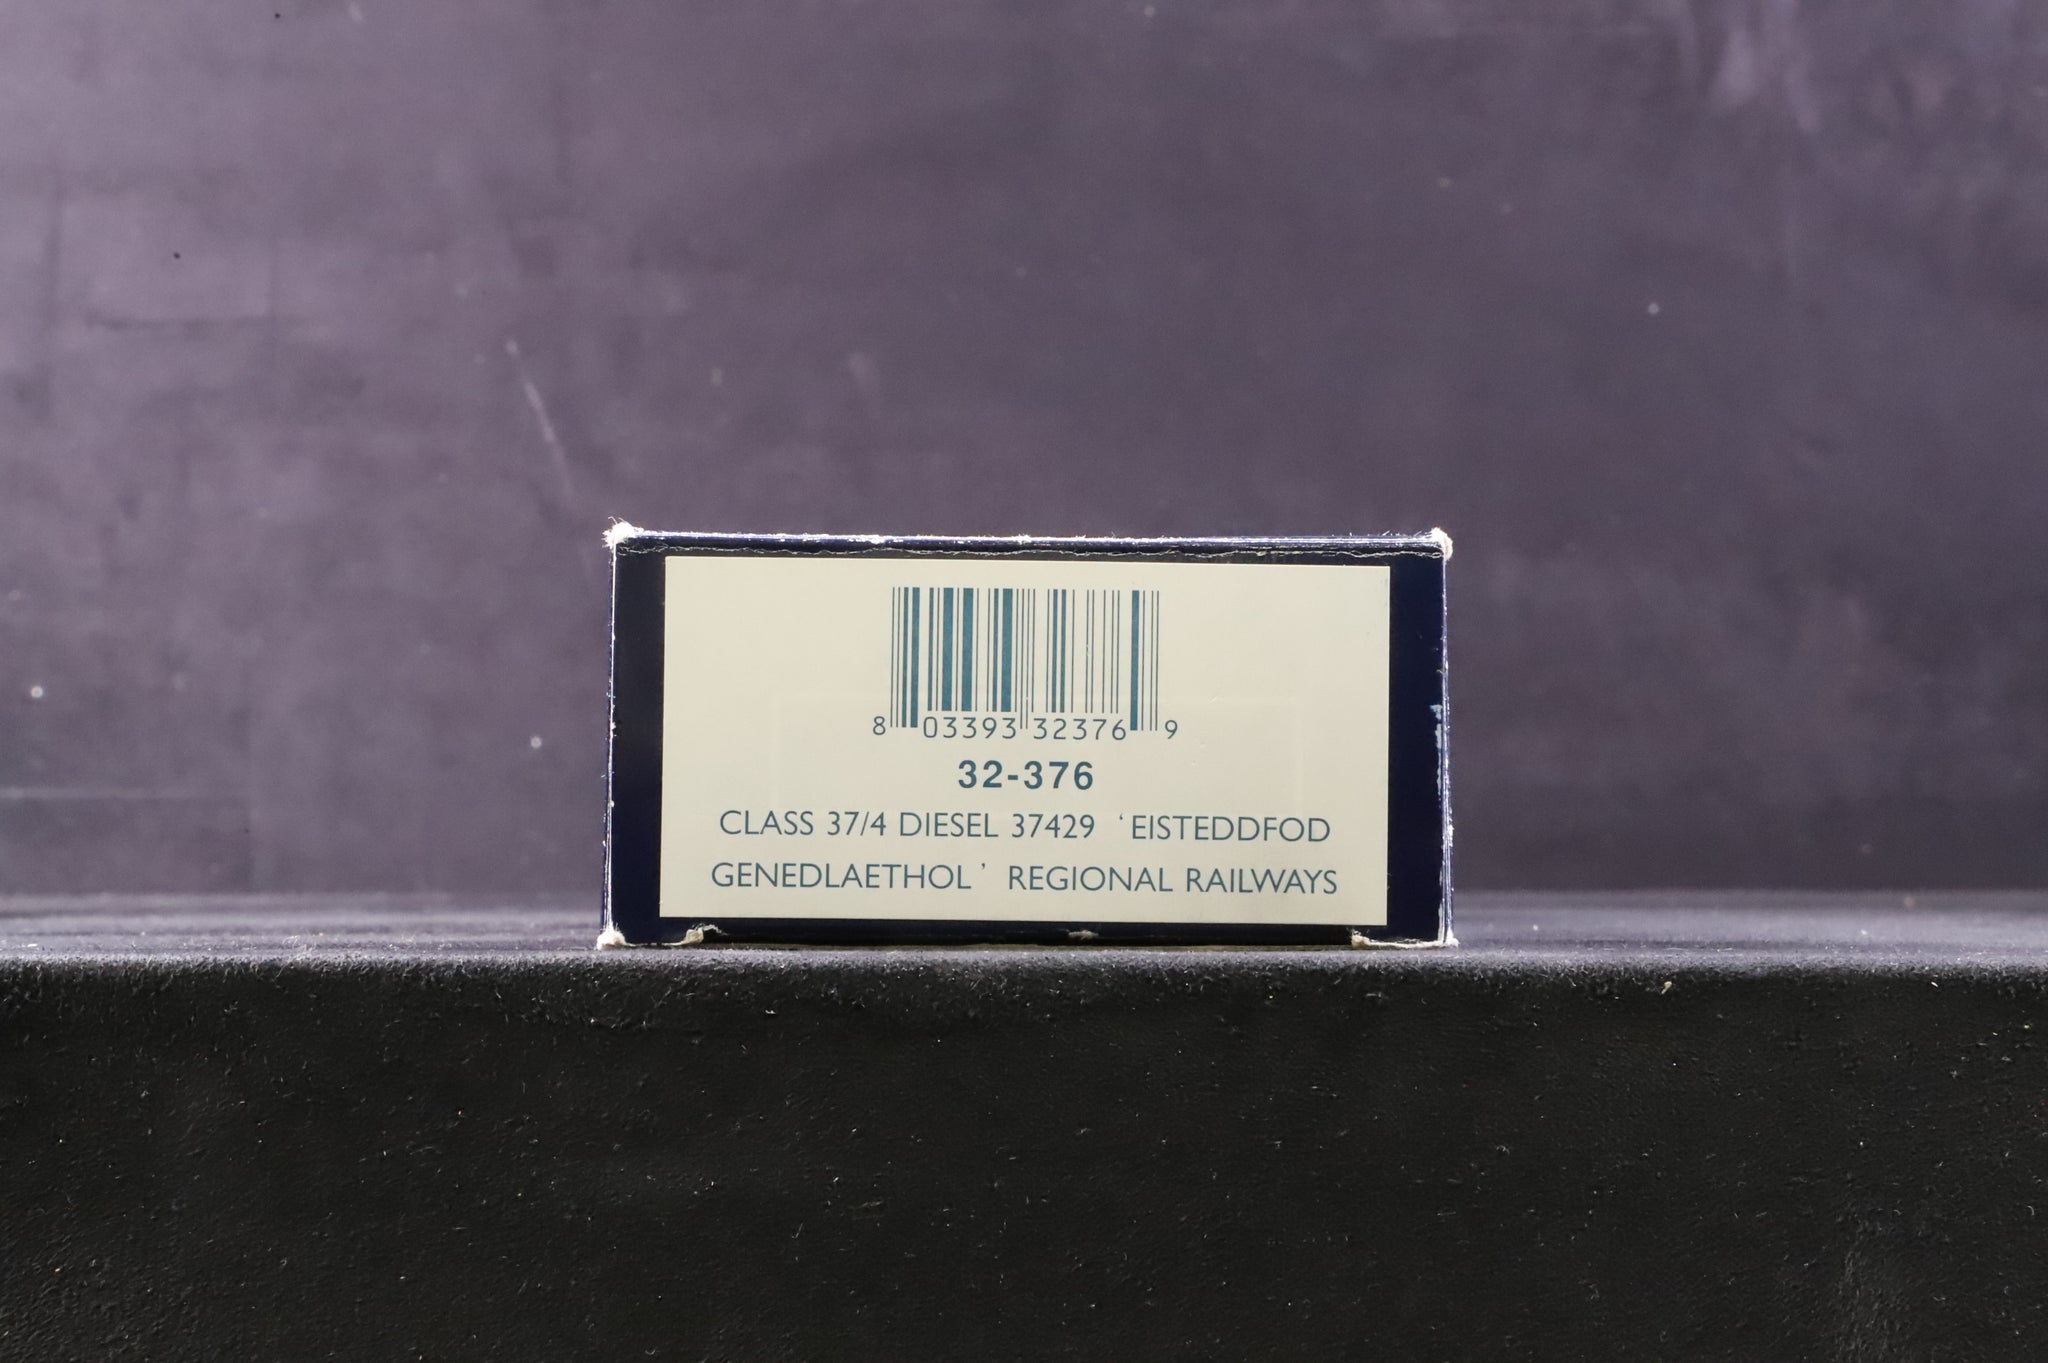 8 03393 32376 9
32-376
CLASS 37/4 DIESEL 37429 ‘EISTEDDFOD
GENEDLAETHOL’ REGIONAL RAILWAYS